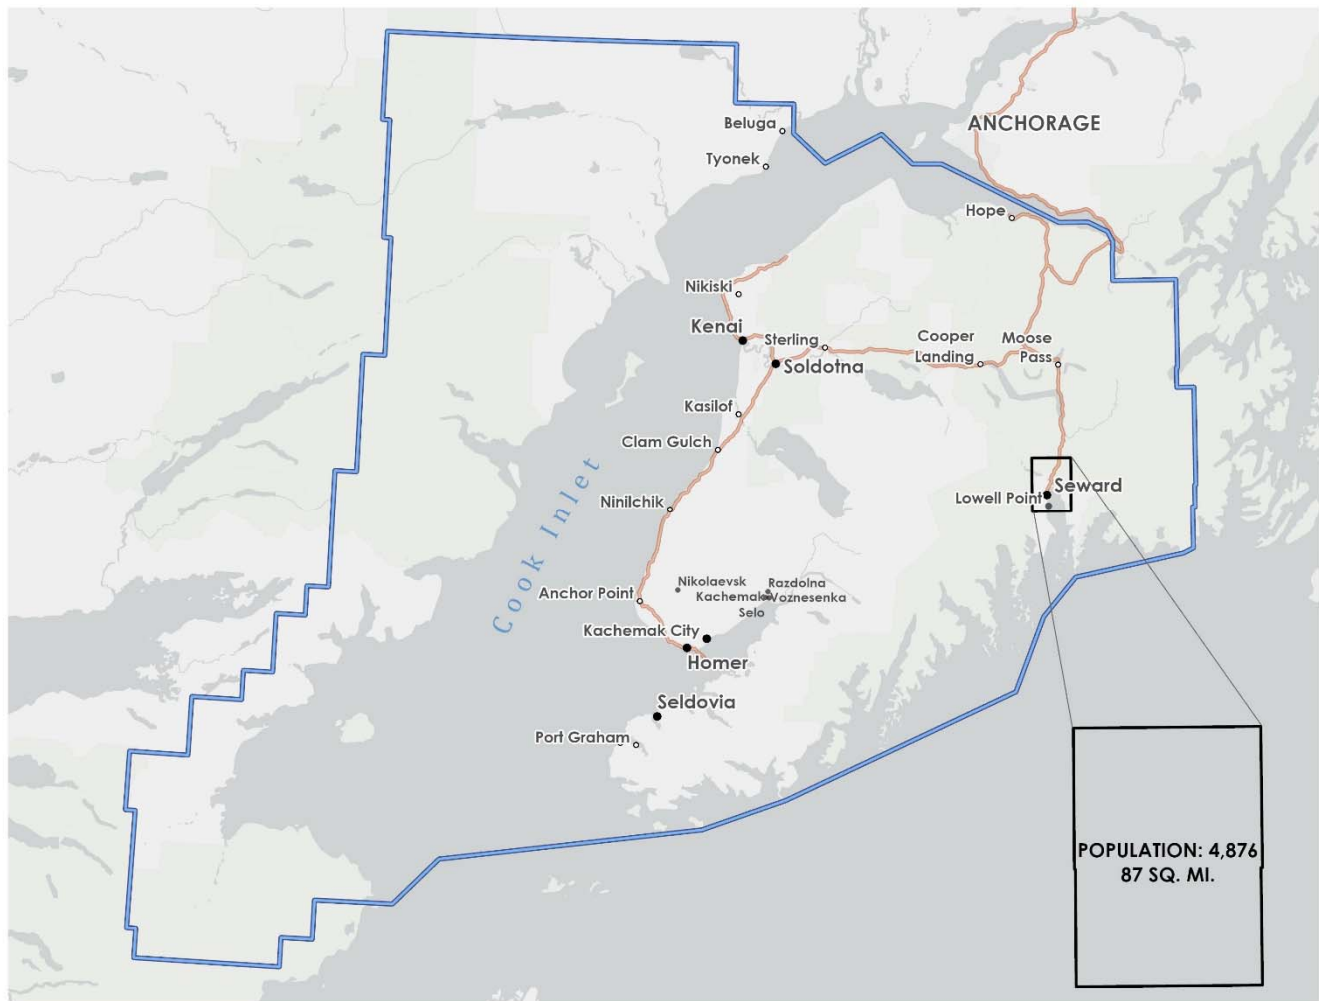 Beluga
ANCHORAGE
Tyonek
Hope
Nikiski
Kenai
Sterling
Cooper
Landing
Moose
Pass
Soldotna
Kasilof
Clam Gulch
Cook Inlet
Seward
Lowell Point
Ninilchik
Nikolaevsk
Razdolna
Kachemak
Voznesenka
Selo
Anchor Point
Kachemak City
Homer
Seldovia
Port Graham
POPULATION: 4,876
87 SQ. MI.